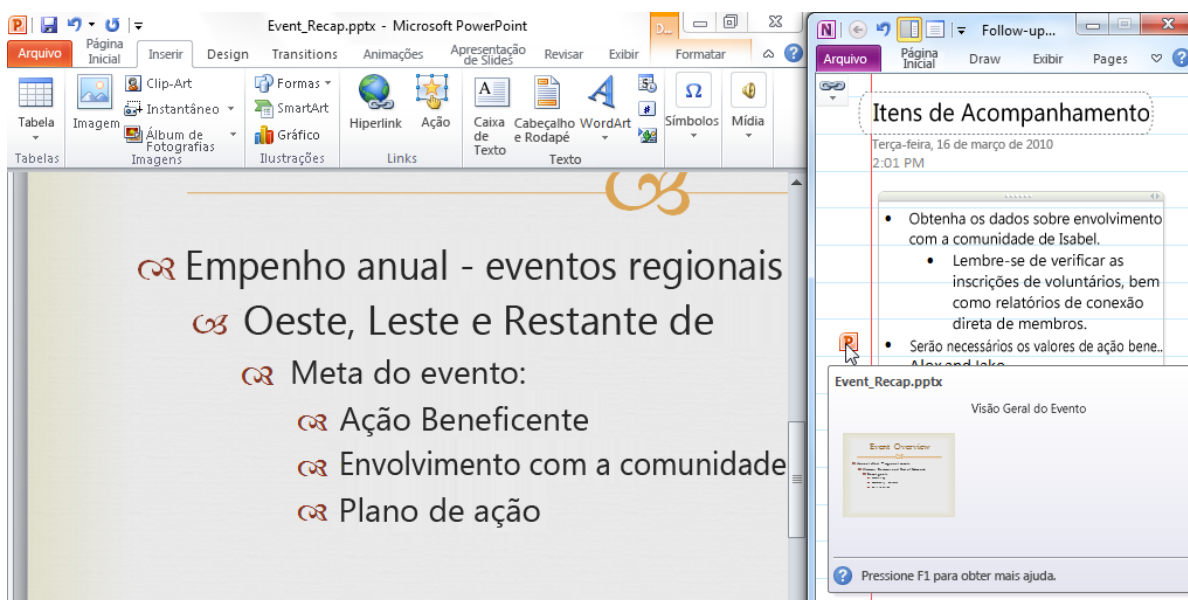 Event_Recap.pptx - Microsoft PowerPoint
D...
Arquivo
Página
Inicial
Inserir
Design
Transitions
Animações
Apresentação
de Slides
Revisar
Exibir
Formatar
Tabela
Tabelas
Imagem
Clip-Art
Instantâneo
Álbum de
Fotografias
Imagens
Formas
SmartArt
Gráfico
Ilustrações
Hiperlink
Ação
Links
Caixa
de
Texto
Cabeçalho
e Rodapé
WordArt
Texto
Símbolos
Mídia
Empenho anual - eventos regionais
Oeste, Leste e Restante de
Meta do evento:
Ação Beneficente
Envolvimento com a comunidade
Plano de ação
Follow-up...
Arquivo
Página
Inicial
Draw
Exibir
Pages
Itens de Acompanhamento
Terça-feira, 16 de março de 2010
2:01 PM
Obtenha os dados sobre envolvimento
com a comunidade de Isabel.
Lembre-se de verificar as
inscrições de voluntários, bem
como relatórios de conexão
direta de membros.
Serão necessários os valores de ação bene..
Alex and Jake
Event_Recap.pptx
Visão Geral do Evento
Event Overview
Pressione F1 para obter mais ajuda.